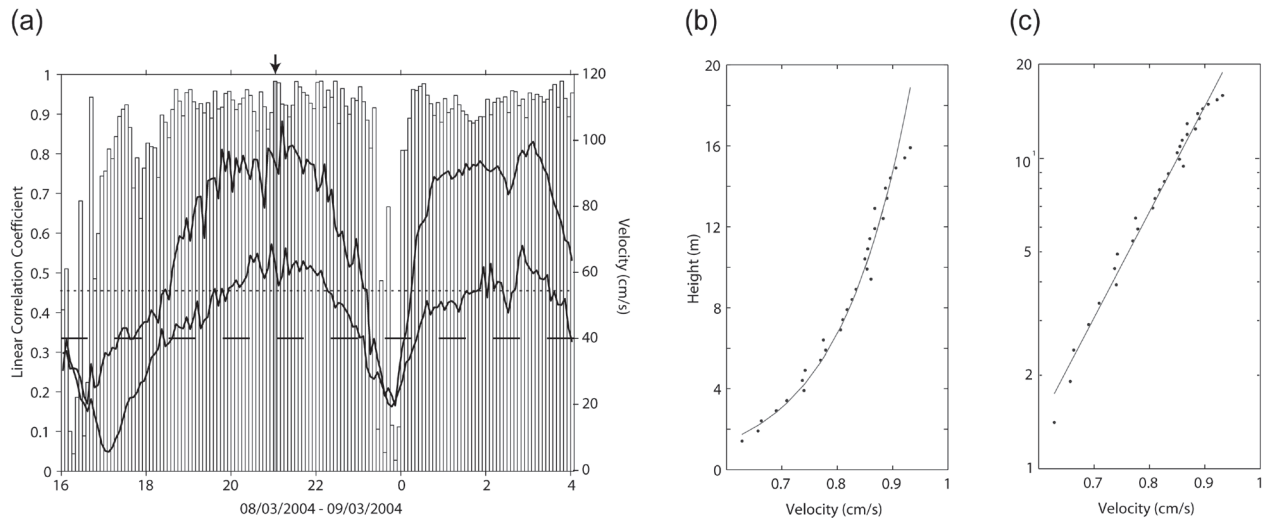 (a)
(b)
(c)
Linear Correlation Coefficient
1
0.9
0.8
0.7
0.6
0.5
0.4
0.3
0.2
0.1
0
120
100
80
60
40
20
0
Velocity (cm/s)
16 18 20 22 0 2 4
08/03/2004 - 09/03/2004
Height (m)
20
16
12
8
4
0
0.7 0.8 0.9 1
Velocity (cm/s)
20
10 1
5
2
1
0.7 0.8 0.9 1
Velocity (cm/s)